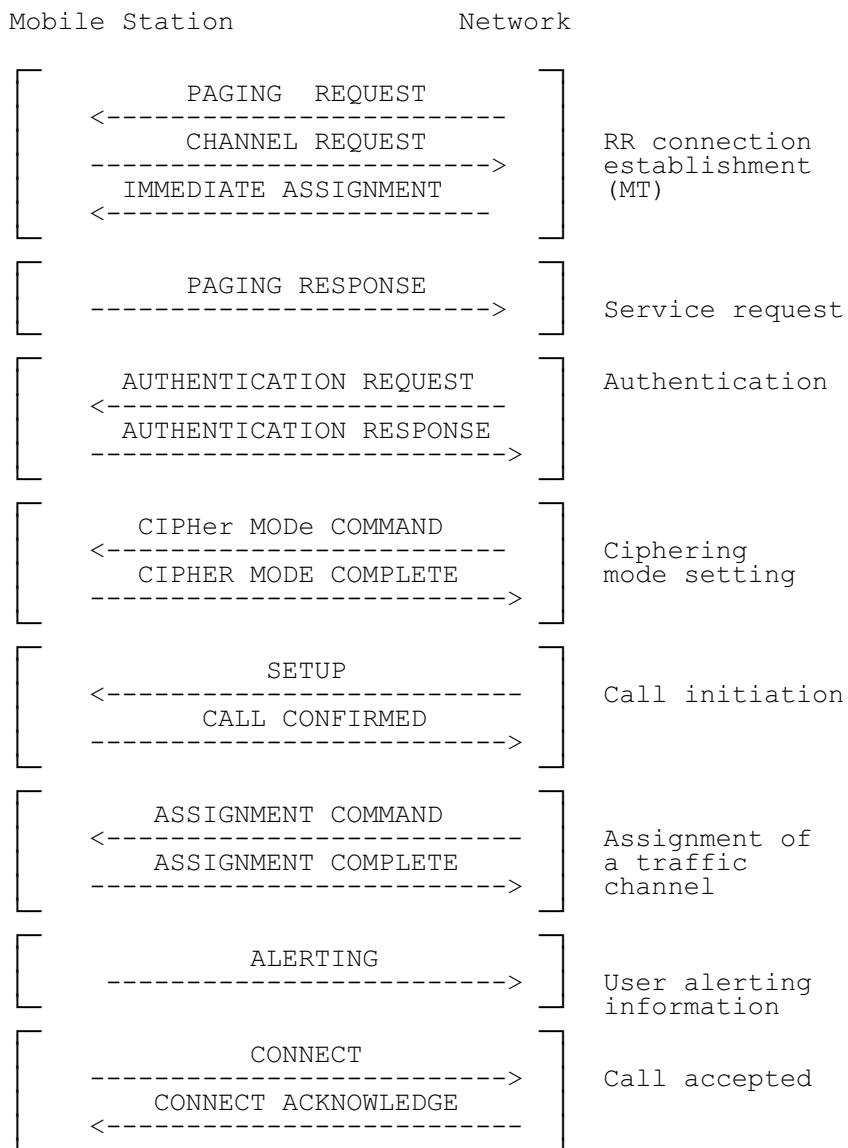 Mobile Station Network
PAGING REQUEST
<-------------------------
CHANNEL REQUEST RR connection
-------------------------> establishment
IMMEDIATE ASSIGNMENT (MT)
<------------------------
PAGING RESPONSE
-------------------------> Service request
AUTHENTICATION REQUEST Authentication
<-------------------------
AUTHENTICATION RESPONSE
-------------------------->
CIPHer MODe COMMAND
<------------------------- Ciphering
CIPHER MODE COMPLETE mode setting
-------------------------->
SETUP
<-------------------------- Call initiation
CALL CONFIRMED
-------------------------->
ASSIGNMENT COMMAND
<-------------------------- Assignment of
ASSIGNMENT COMPLETE a traffic
--------------------------> channel
ALERTING
-------------------------> User alerting
information
CONNECT
--------------------------> Call accepted
CONNECT ACKNOWLEDGE
<--------------------------